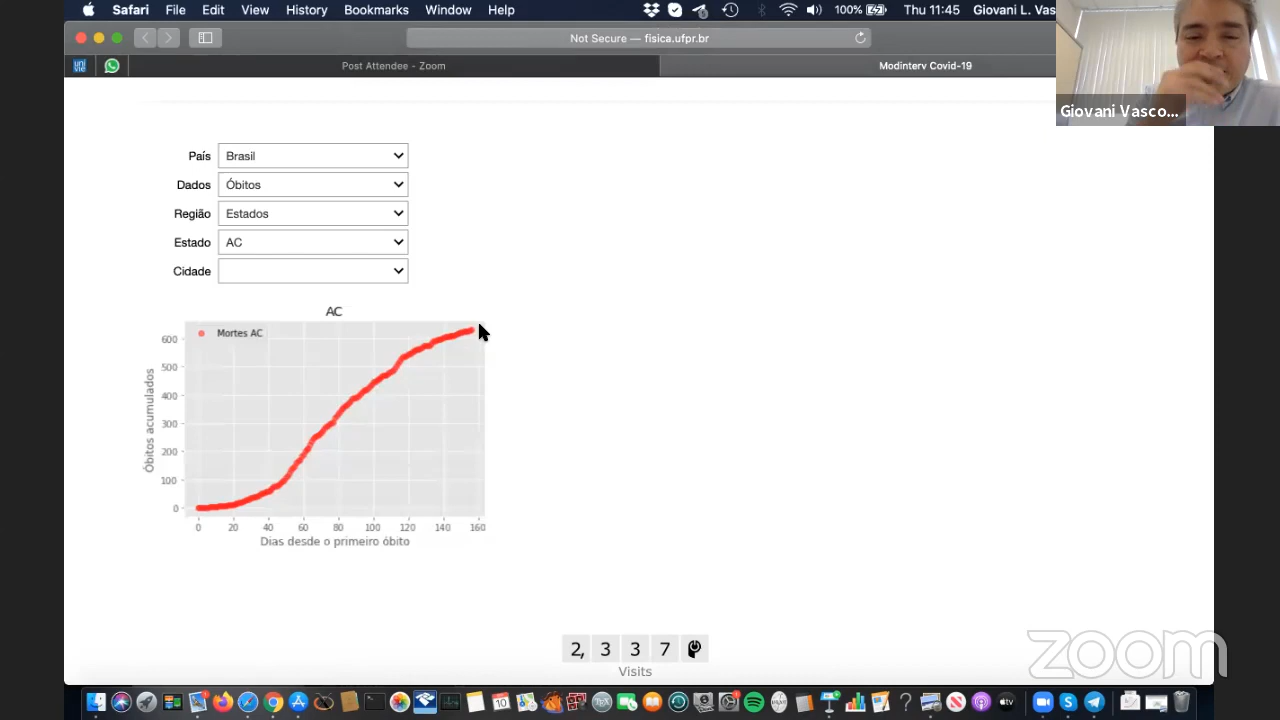 Safari File Edit View History Bookmarks Window Help 100% Thu 11:45 Giovani L. Vas
Not Secure — fisica.ufpr.br
uni vie Post Attendee - Zoom Modinterv Covid-19
Giovani Vasco...
País Brasil
Dados Óbitos
Região Estados
Estado AC
Cidade
AC
Mortes AC
600
500
400
300
200
100
0
Óbitos acumulados
0 20 40 60 80 100 120 140 160
Dias desde o primeiro óbito
2, 3 3 7
Visits
zoom